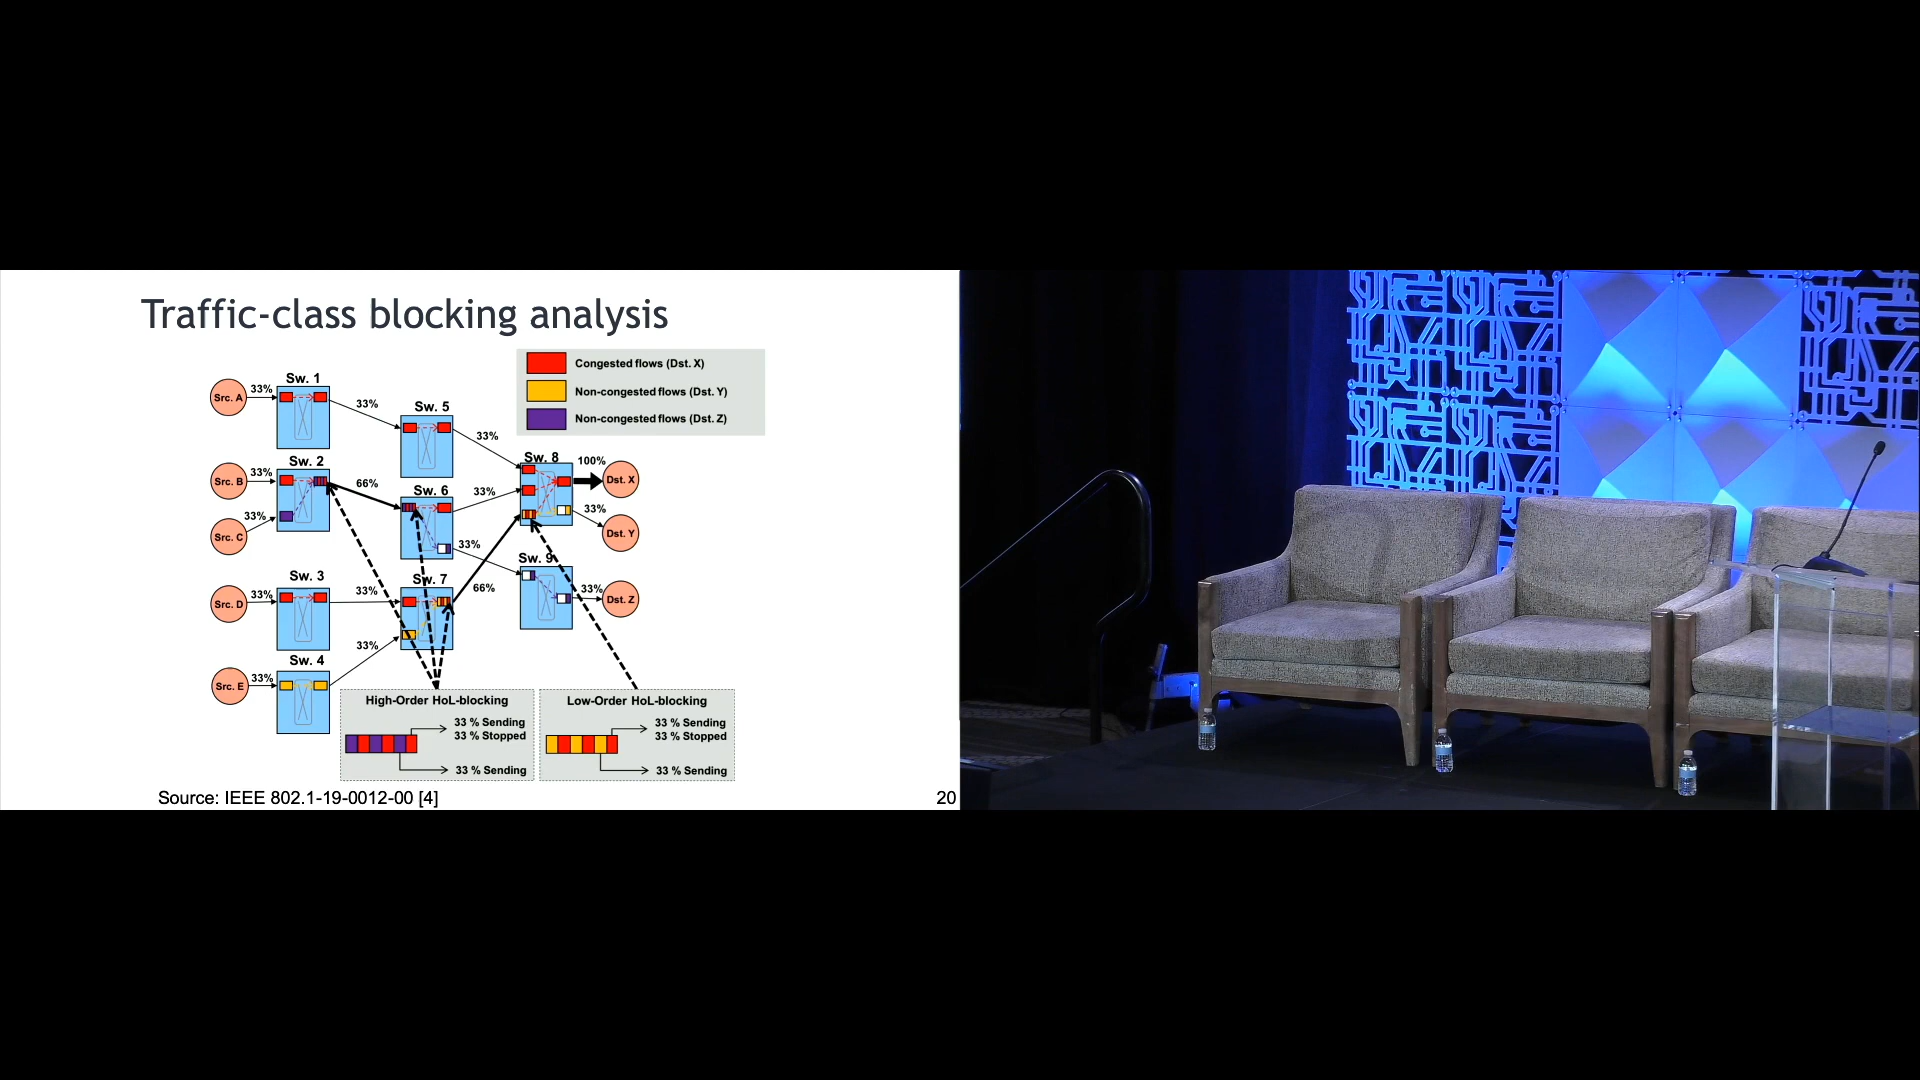 Traffic-class blocking analysis
Congested flows (Dst. X)
Non-congested flows (Dst. Y)
Non-congested flows (Dst. Z)
Sw. 1
Src. A
33%
33%
Sw. 5
33%
Sw. 2
Src. B
33%
66%
Src. C
33%
Sw. 6
33%
33%
Sw. 8
100%
Dst. X
33%
Dst. Y
Sw. 9
33%
Dst. Z
Sw. 3
Src. D
33%
33%
Sw. 7
66%
33%
Sw. 4
Src. E
33%
High-Order HoL-blocking
33 % Sending
33 % Stopped
33 % Sending
Low-Order HoL-blocking
33 % Sending
33 % Stopped
33 % Sending
Source: IEEE 802.1-19-0012-00 [4]
20